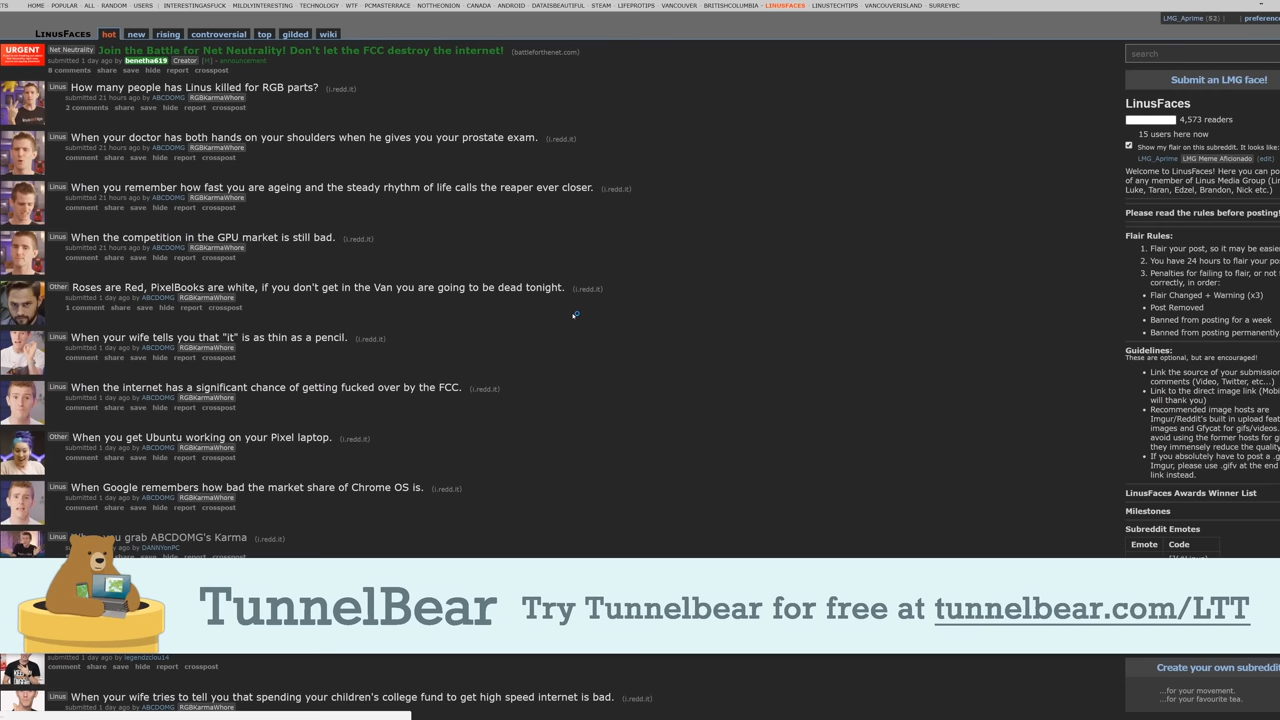 TS HOME - POPULAR - ALL - RANDOM - USERS | INTERESTINGASFUCK - MILDLYINTERESTING - TECHNOLOGY - WTF - PCMASTERRACE - NOTTHEONION - CANADA - ANDROID - DATAISBEAUTIFUL - STEAM - LIFEPROTIPS - VANCOUVER - BRITISHCOLUMBIA - LINUSFACES - LINUSTECHTIPS - VANCOUVERISLAND - SURREYBC
LMG_Aprime (52) | preference
LINUSFACES hot new rising controversial top gilded wiki
URGENT
Net Neutrality Join the Battle for Net Neutrality! Don't let the FCC destroy the internet! (battleforthenet.com)
submitted 1 day ago by benetha619 Creator [M] - announcement
8 comments share save hide report crosspost
Linus How many people has Linus killed for RGB parts? (i.redd.it)
submitted 21 hours ago by ABCDOMG RGBKarmaWhore
2 comments share save hide report crosspost
Linus When your doctor has both hands on your shoulders when he gives you your prostate exam. (i.redd.it)
submitted 21 hours ago by ABCDOMG RGBKarmaWhore
comment share save hide report crosspost
Linus When you remember how fast you are ageing and the steady rhythm of life calls the reaper ever closer. (i.redd.it)
submitted 21 hours ago by ABCDOMG RGBKarmaWhore
comment share save hide report crosspost
Linus When the competition in the GPU market is still bad. (i.redd.it)
submitted 21 hours ago by ABCDOMG RGBKarmaWhore
comment share save hide report crosspost
Other Roses are Red, PixelBooks are white, if you don't get in the Van you are going to be dead tonight. (i.redd.it)
submitted 1 day ago by ABCDOMG RGBKarmaWhore
1 comment share save hide report crosspost
Linus When your wife tells you that "it" is as thin as a pencil. (i.redd.it)
submitted 1 day ago by ABCDOMG RGBKarmaWhore
comment share save hide report crosspost
Linus When the internet has a significant chance of getting fucked over by the FCC. (i.redd.it)
submitted 1 day ago by ABCDOMG RGBKarmaWhore
comment share save hide report crosspost
Other When you get Ubuntu working on your Pixel laptop. (i.redd.it)
submitted 1 day ago by ABCDOMG RGBKarmaWhore
comment share save hide report crosspost
Linus When Google remembers how bad the market share of Chrome OS is. (i.redd.it)
submitted 1 day ago by ABCDOMG RGBKarmaWhore
comment share save hide report crosspost
Linus you grab ABCDOMG's Karma (i.redd.it)
ago by DANNYonPC
TunnelBear Try Tunnelbear for free at tunnelbear.com/LTT
submitted 1 day ago by legendzclou14
comment share save hide report crosspost
Linus When your wife tries to tell you that spending your children's college fund to get high speed internet is bad. (i.redd.it)
submitted 1 day ago by ABCDOMG RGBKarmaWhore
search
Submit an LMG face!
LinusFaces
4,573 readers
15 users here now
Show my flair on this subreddit. It looks like:
LMG_Aprime LMG Meme Aficionado (edit)
Welcome to LinusFaces! Here you can po
of any member of Linus Media Group (Lin
Luke, Taran, Edzel, Brandon, Nick etc.)
Please read the rules before posting!
Flair Rules:
1. Flair your post, so it may be easie
2. You have 24 hours to flair your po
3. Penalties for failing to flair, or not
correctly, in order:
• Flair Changed + Warning (x3)
• Post Removed
• Banned from posting for a week
• Banned from posting permanently
Guidelines:
These are optional, but are encouraged!
• Link the source of your submission
comments (Video, Twitter, etc...)
• Link to the direct image link (Mobi
will thank you)
• Recommended image hosts are
Imgur/Reddit's built in upload feat
images and Gfycat for gifs/videos.
avoid using the former hosts for g
they immensely reduce the quality
• If you absolutely have to post a .g
Imgur, please use .gifv at the end
link instead.
LinusFaces Awards Winner List
Milestones
Subreddit Emotes
Emote Code
Create your own subreddit
...for your movement.
...for your favourite tea.